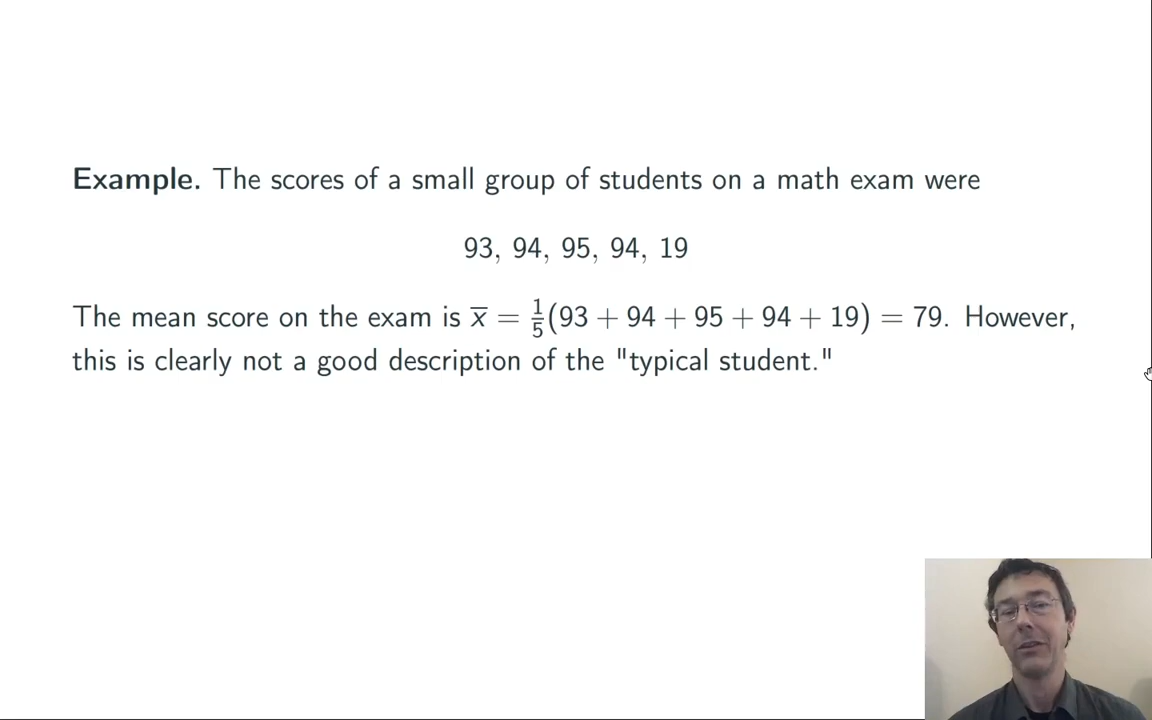 Example. The scores of a small group of students on a math exam were
93, 94, 95, 94, 19
The mean score on the exam is x̄ = 1/5(93 + 94 + 95 + 94 + 19) = 79. However,
this is clearly not a good description of the "typical student."